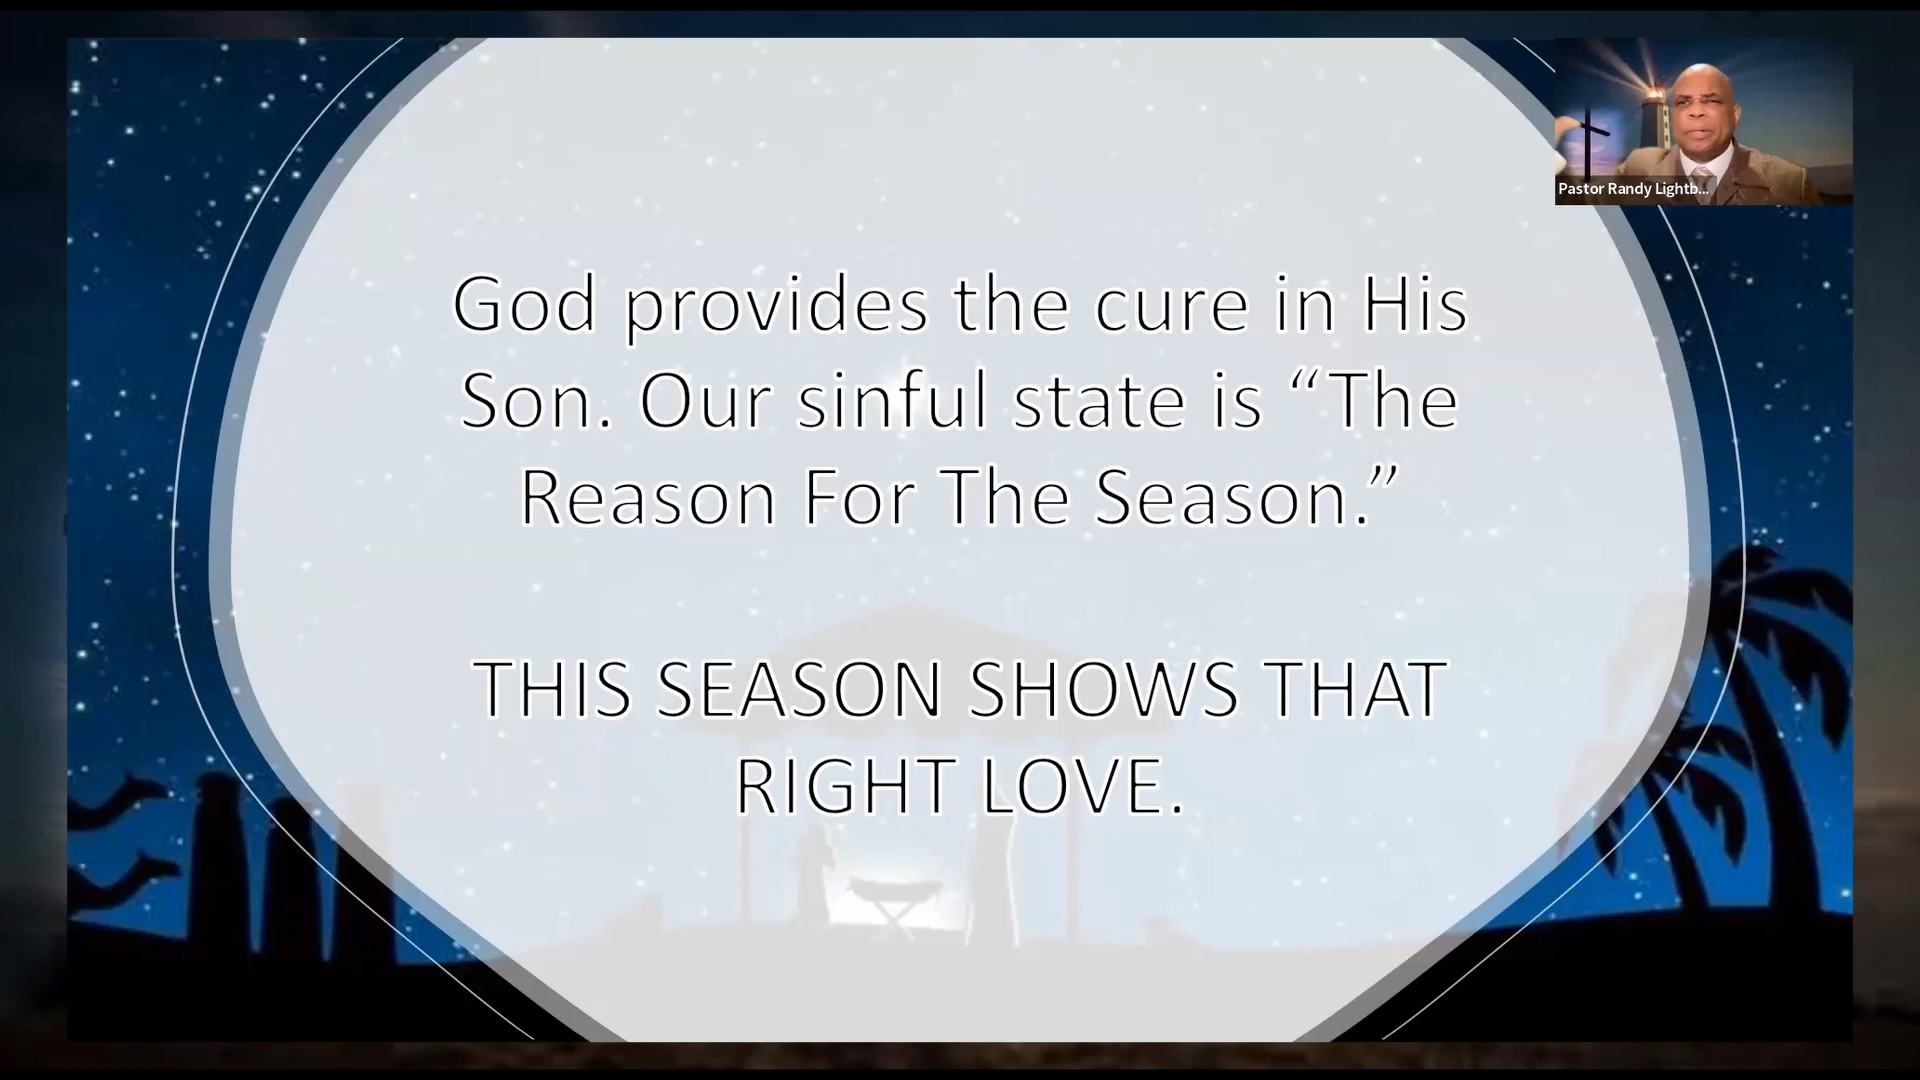 Pastor Randy Lightb...
God provides the cure in His
Son. Our sinful state is “The
Reason For The Season.”
THIS SEASON SHOWS THAT
RIGHT LOVE.